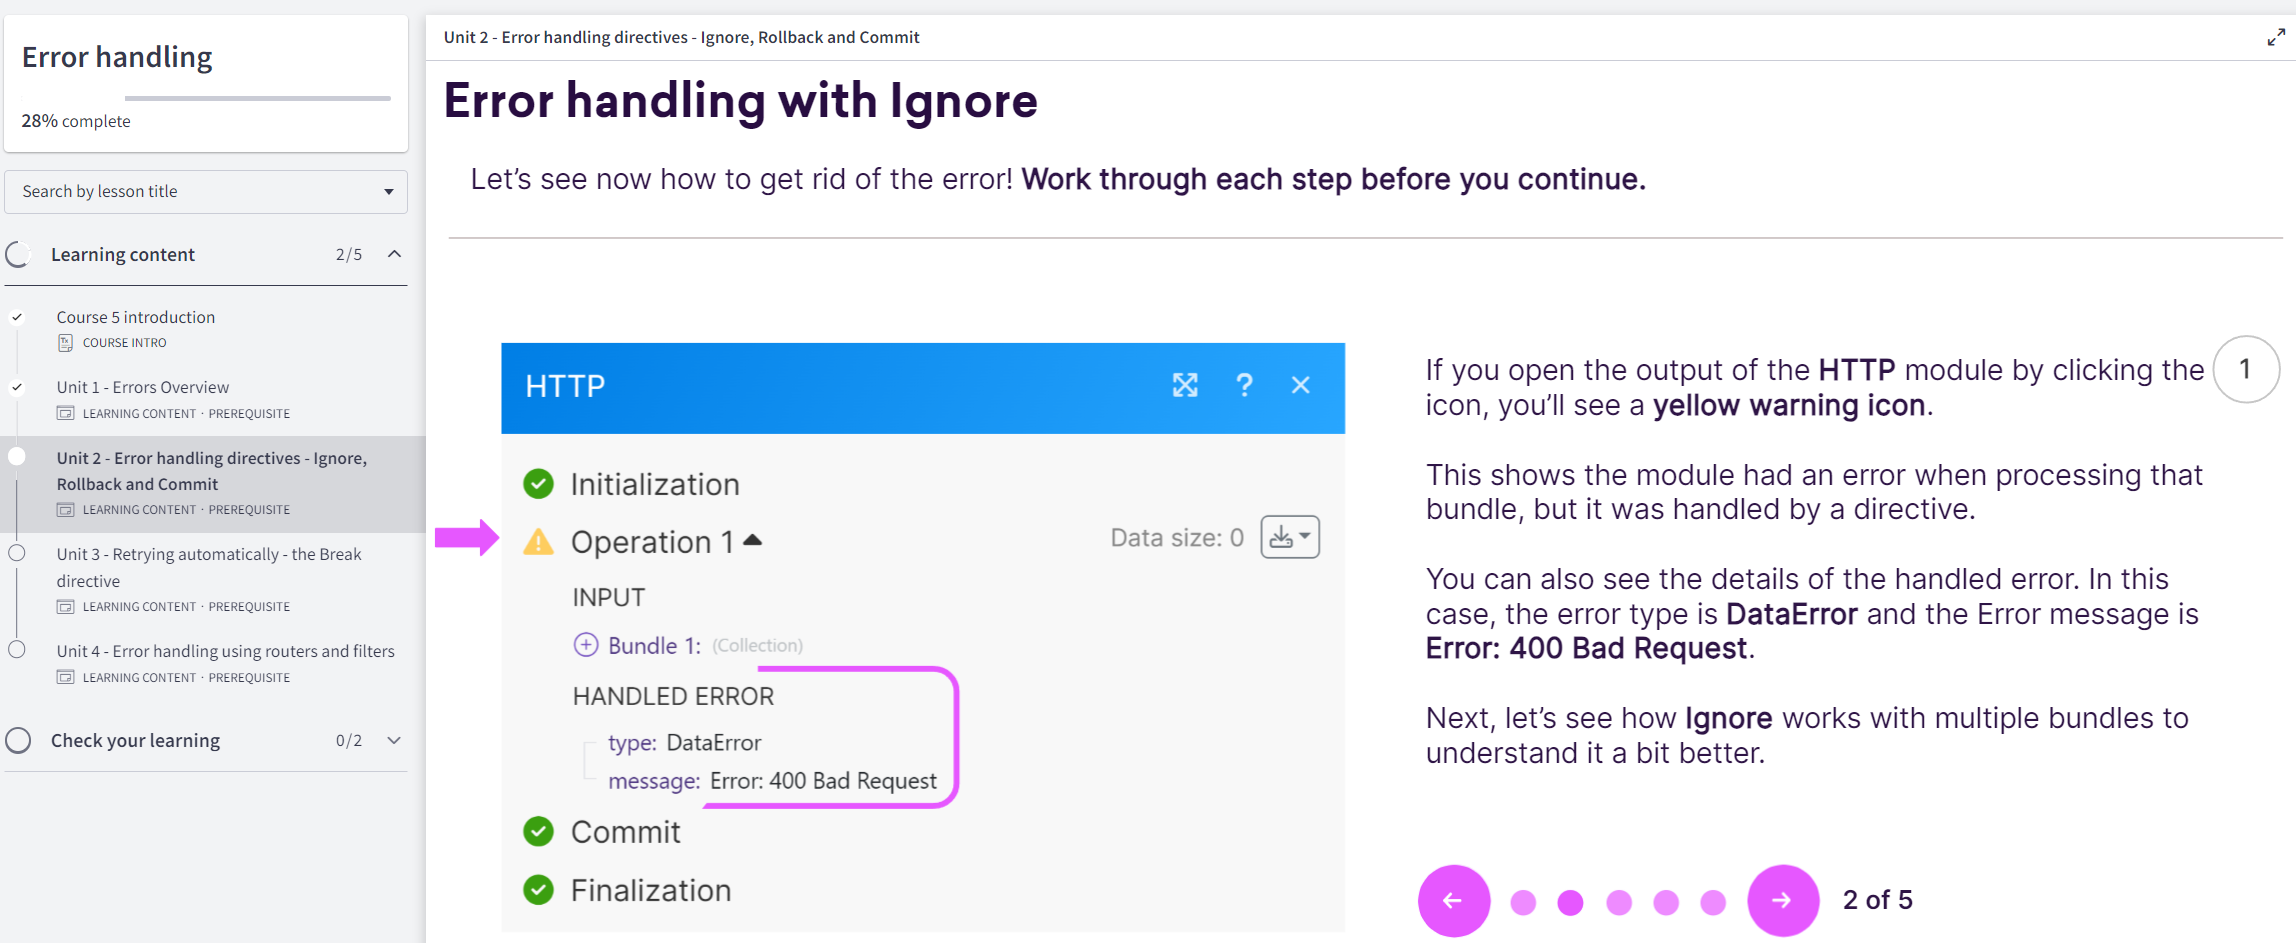 Error handling
28% complete
Search by lesson title
Learning content 2/5
Course 5 introduction
COURSE INTRO
Unit 1 - Errors Overview
LEARNING CONTENT · PREREQUISITE
Unit 2 - Error handling directives - Ignore,
Rollback and Commit
LEARNING CONTENT · PREREQUISITE
Unit 3 - Retrying automatically - the Break
directive
LEARNING CONTENT · PREREQUISITE
Unit 4 - Error handling using routers and filters
LEARNING CONTENT · PREREQUISITE
Check your learning 0/2
Unit 2 - Error handling directives - Ignore, Rollback and Commit
Error handling with Ignore
Let's see now how to get rid of the error! Work through each step before you continue.
HTTP ?
Initialization
Operation 1 Data size: 0
INPUT
Bundle 1: (Collection)
HANDLED ERROR
type: DataError
message: Error: 400 Bad Request
Commit
Finalization
If you open the output of the HTTP module by clicking the 1
icon, you'll see a yellow warning icon.
This shows the module had an error when processing that
bundle, but it was handled by a directive.
You can also see the details of the handled error. In this
case, the error type is DataError and the Error message is
Error: 400 Bad Request.
Next, let's see how Ignore works with multiple bundles to
understand it a bit better.
2 of 5